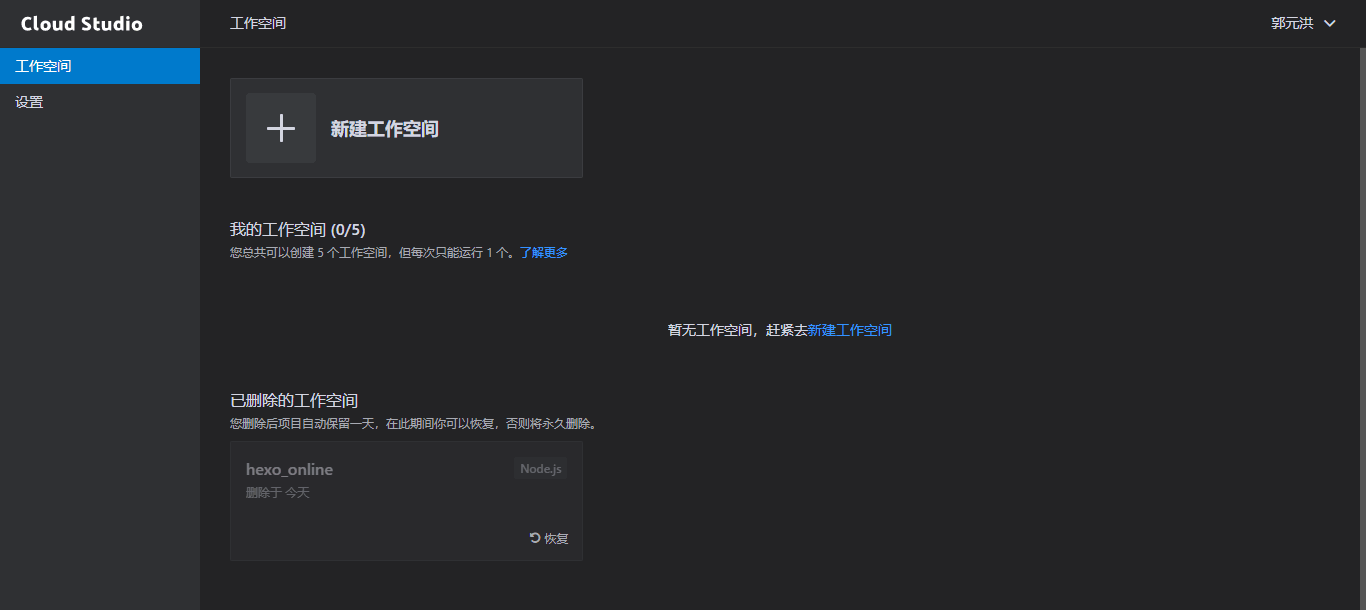 Cloud Studio
工作空间
郭元洪
工作空间
设置
新建工作空间
我的工作空间 (0/5)
您总共可以创建 5 个工作空间，但每次只能运行 1 个。了解更多
暂无工作空间，赶紧去新建工作空间
已删除的工作空间
您删除后项目自动保留一天，在此期间你可以恢复，否则将永久删除。
hexo_online
Node.js
删除于 今天
恢复